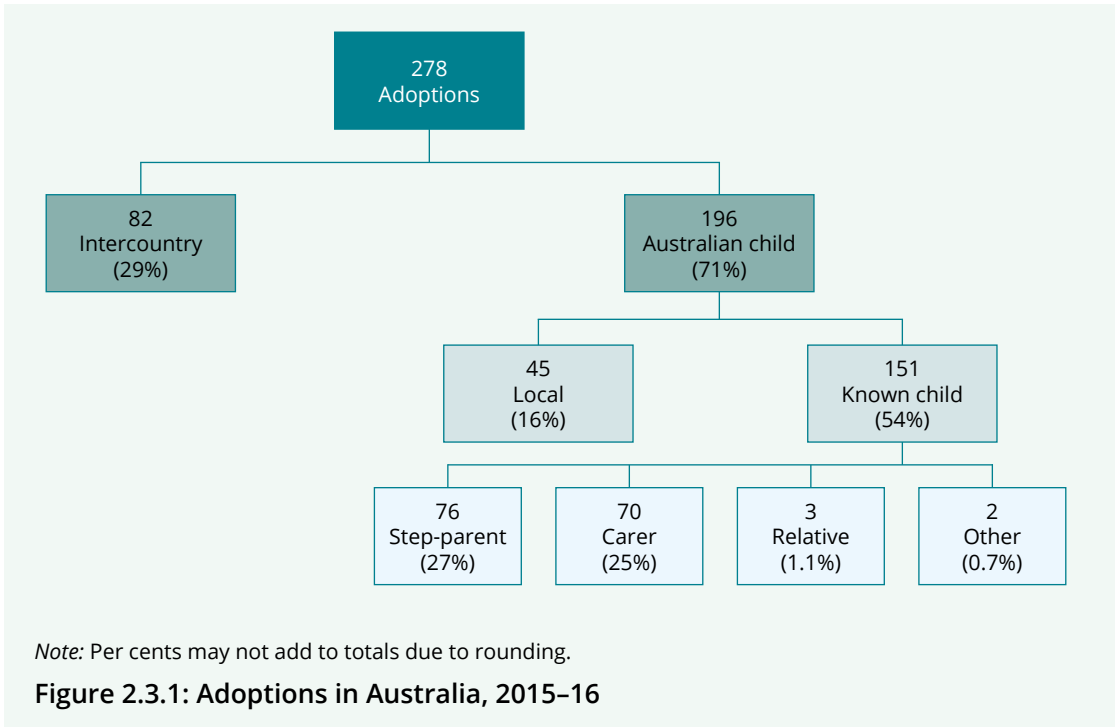 278
Adoptions
82
Intercountry
(29%)
196
Australian child
(71%)
45
Local
(16%)
151
Known child
(54%)
76
Step-parent
(27%)
70
Carer
(25%)
3
Relative
(1.1%)
2
Other
(0.7%)
Note: Per cents may not add to totals due to rounding.
Figure 2.3.1: Adoptions in Australia, 2015–16